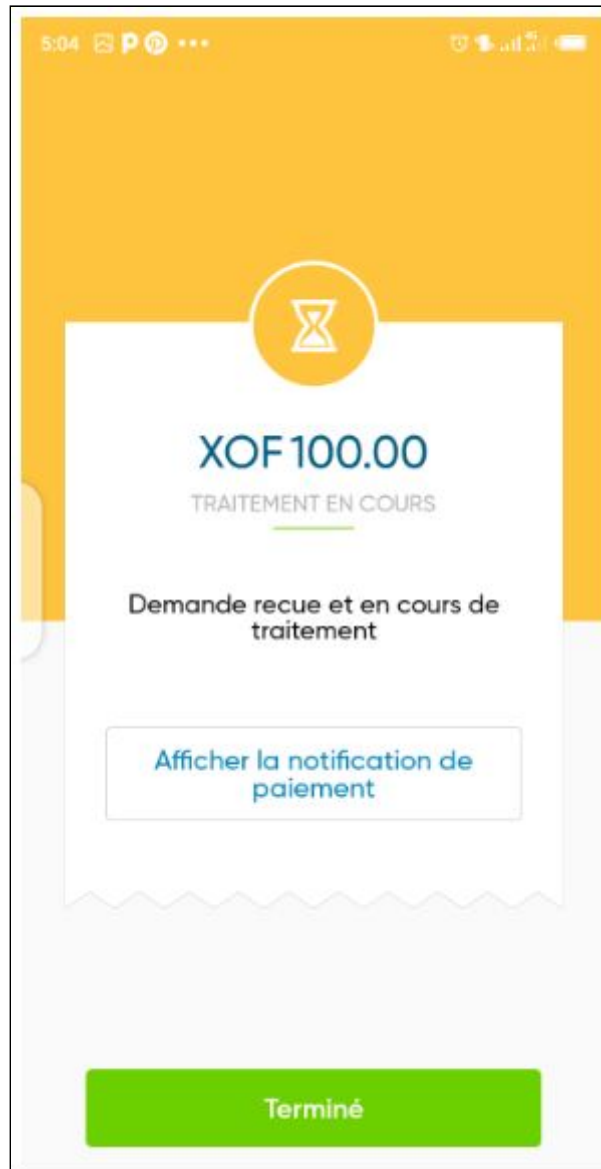 5:04
XOF 100.00
TRAITEMENT EN COURS
Demande recue et en cours de
traitement
Afficher la notification de
paiement
Terminé